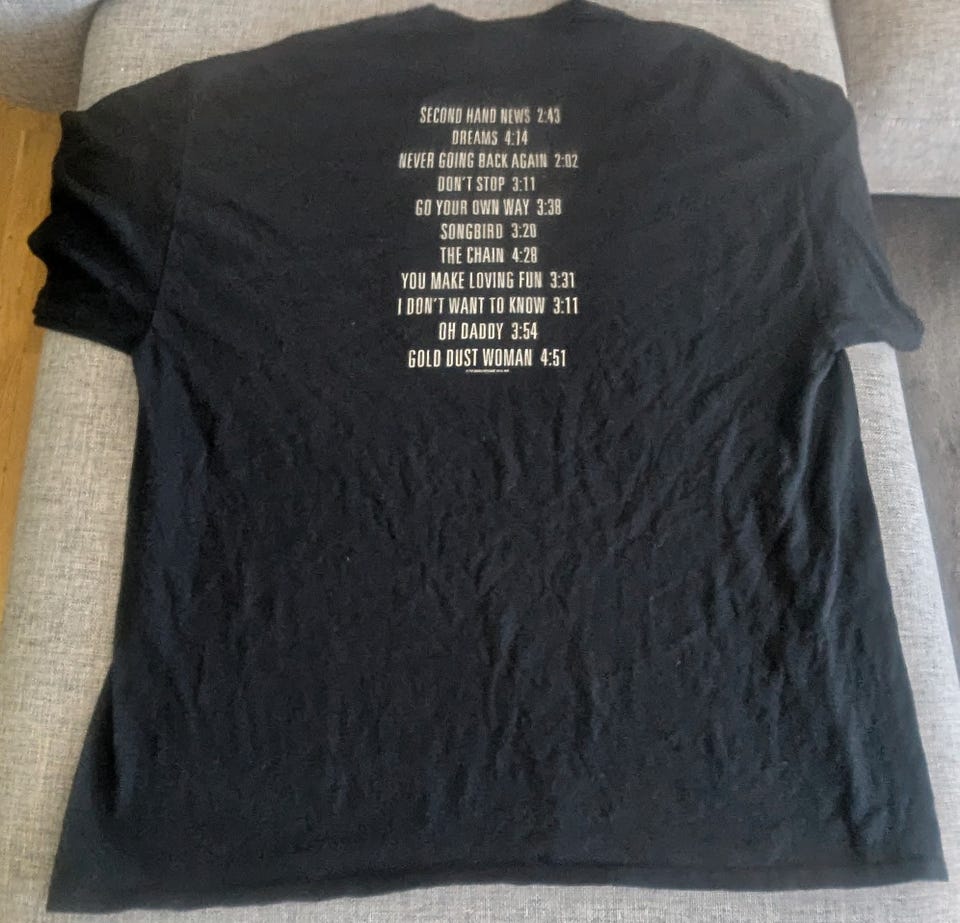 SECOND HAND NEWS 2:43
DREAMS 4:14
NEVER GOING BACK AGAIN 2:02
DON'T STOP 3:11
GO YOUR OWN WAY 3:38
SONGBIRD 3:20
THE CHAIN 4:28
YOU MAKE LOVING FUN 3:31
I DON'T WANT TO KNOW 3:11
OH DADDY 3:54
GOLD DUST WOMAN 4:51